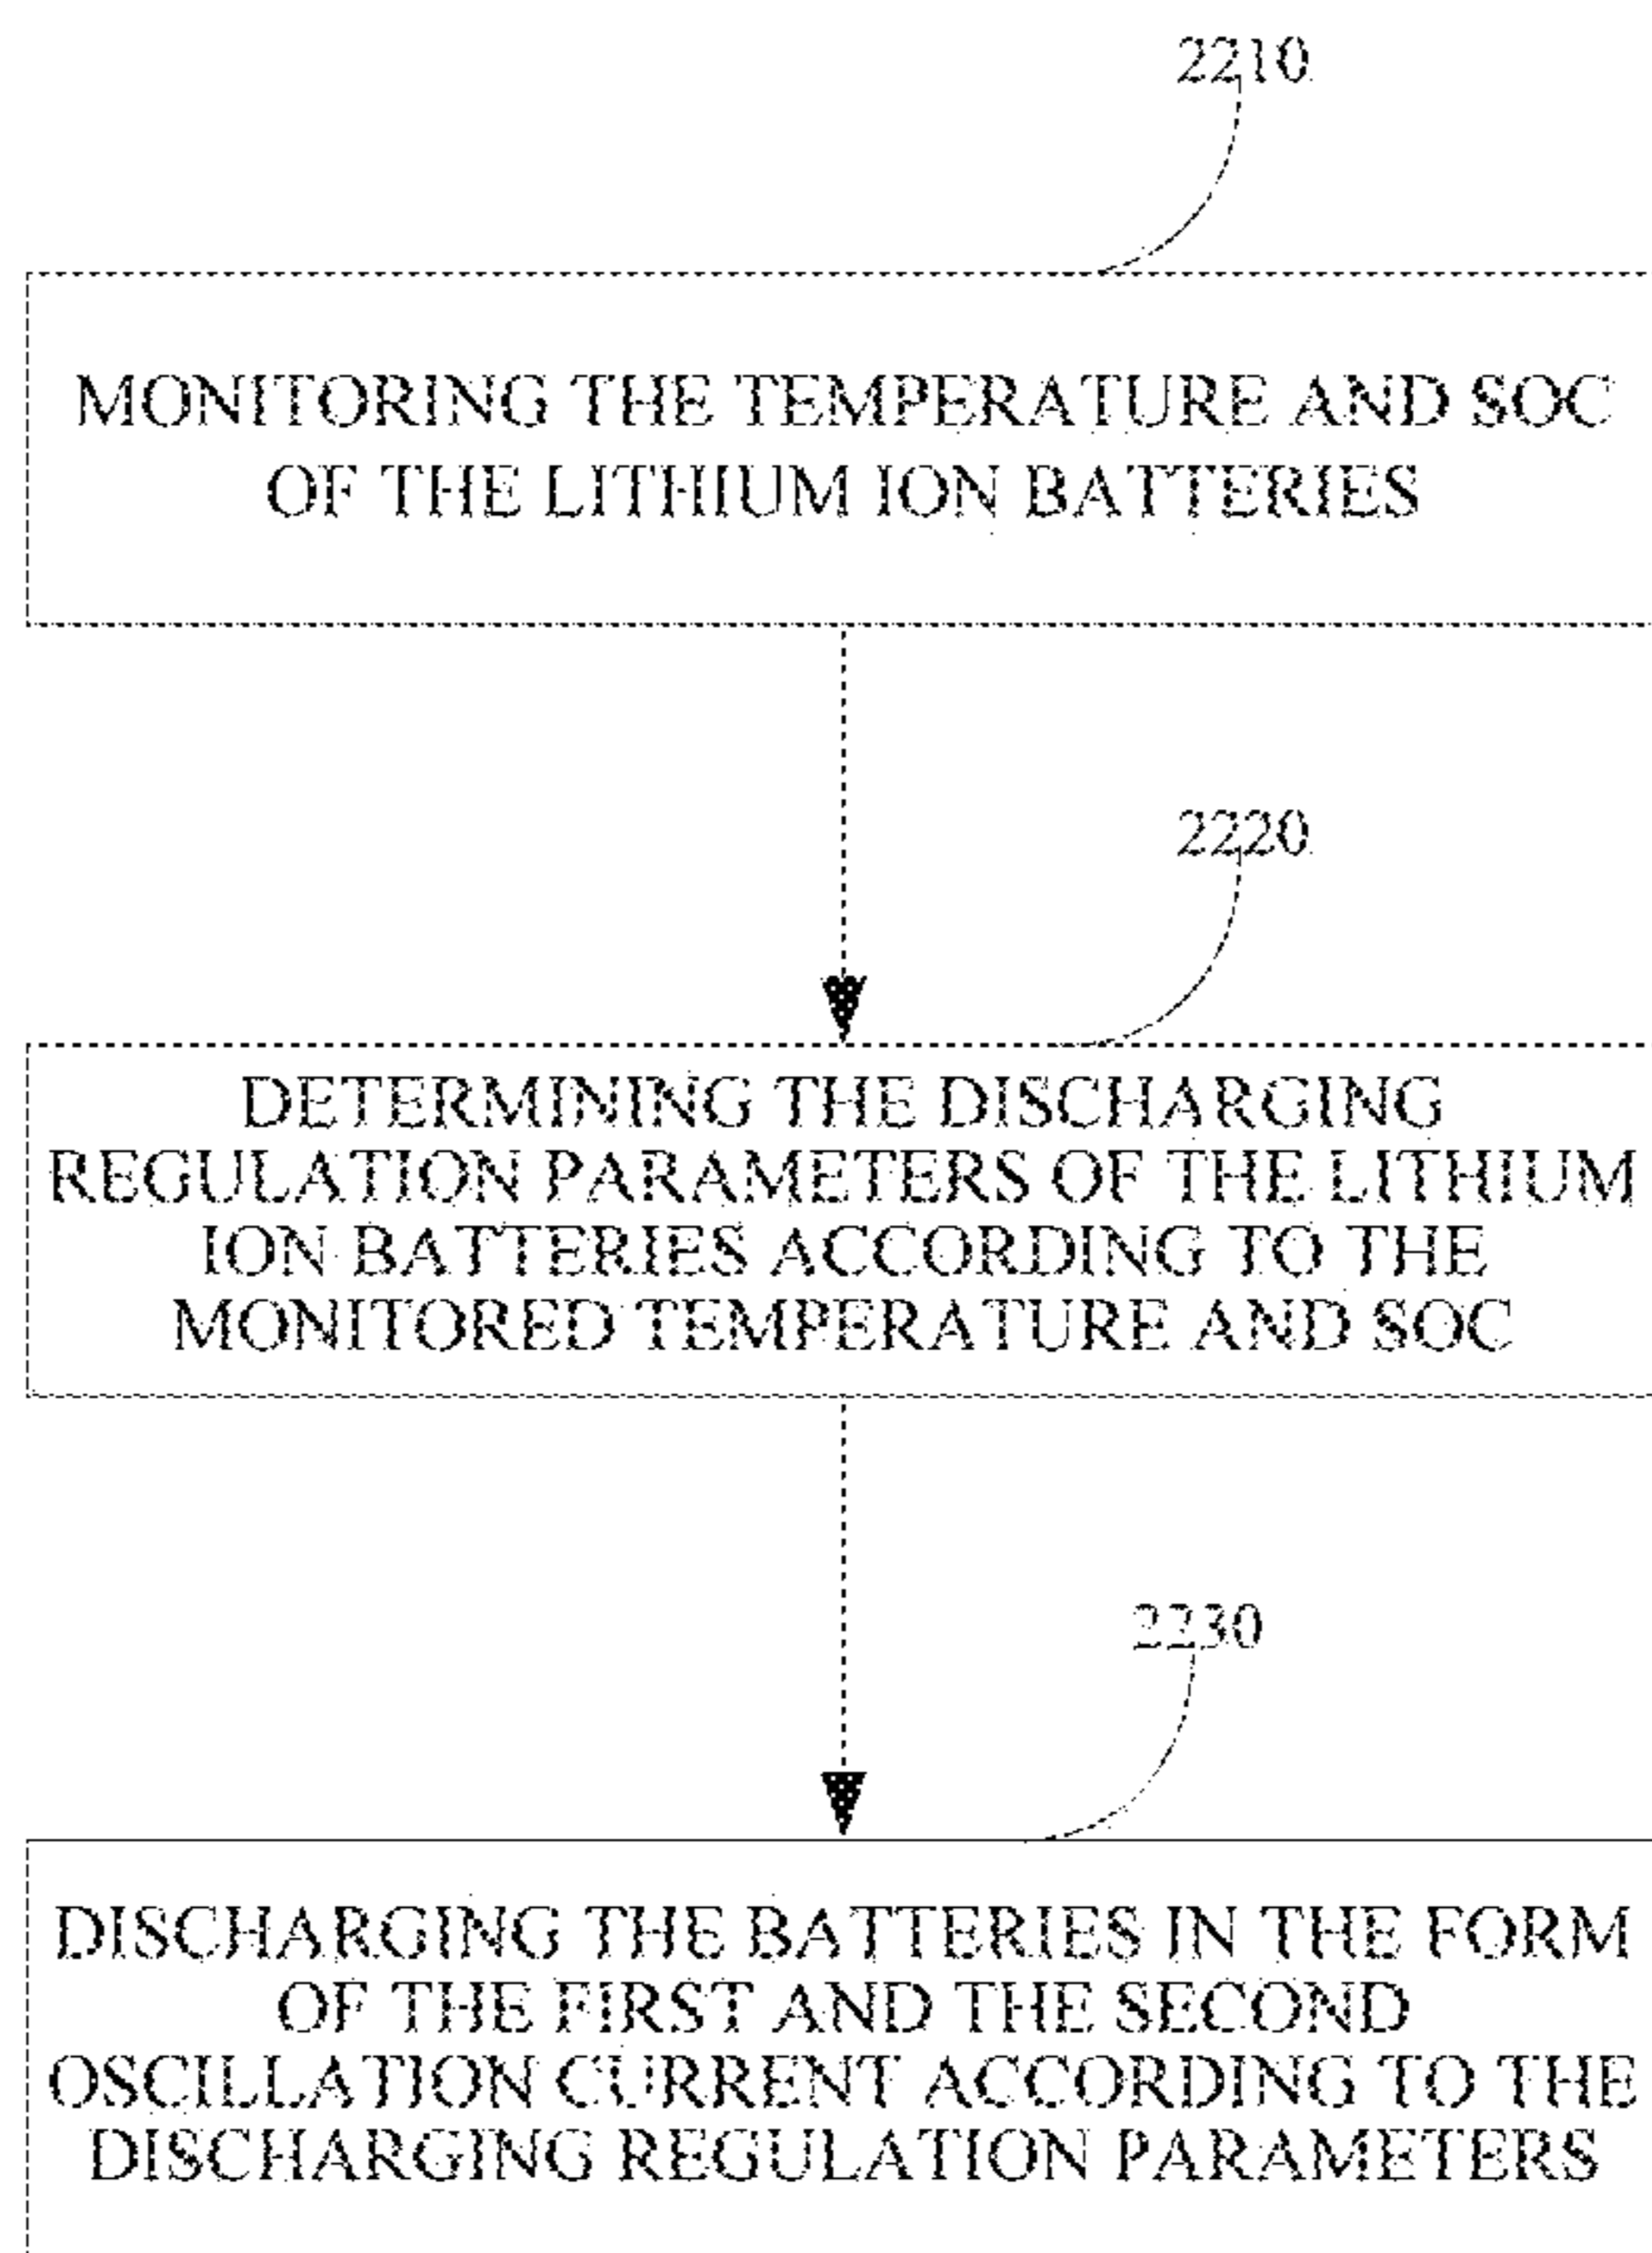 2210
MONITORING THE TEMPERATURE AND SOC
OF THE LITHIUM ION BATTERIES
2220
DETERMINING THE DISCHARGING
REGULATION PARAMETERS OF THE LITHIUM
ION BATTERIES ACCORDING TO THE
MONITORED TEMPERATURE AND SOC
2230
DISCHARGING THE BATTERIES IN THE FORM
OF THE FIRST AND THE SECOND
OSCILLATION CURRENT ACCORDING TO THE
DISCHARGING REGULATION PARAMETERS